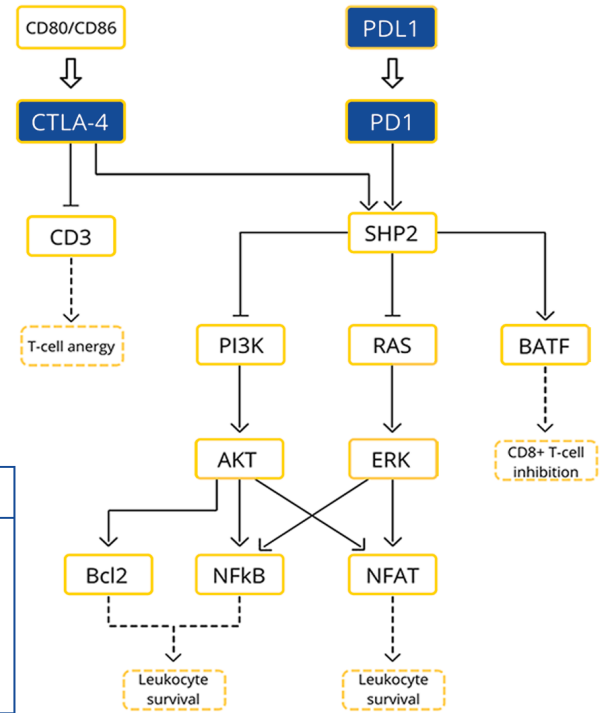 CD80/CD86
PDL1
CTLA-4
PD1
CD3
SHP2
T-cell anergy
PI3K
RAS
BATF
AKT
ERK
CD8+ T-cell
inhibition
Bcl2
NFkB
NFAT
Leukocyte
survival
Leukocyte
survival